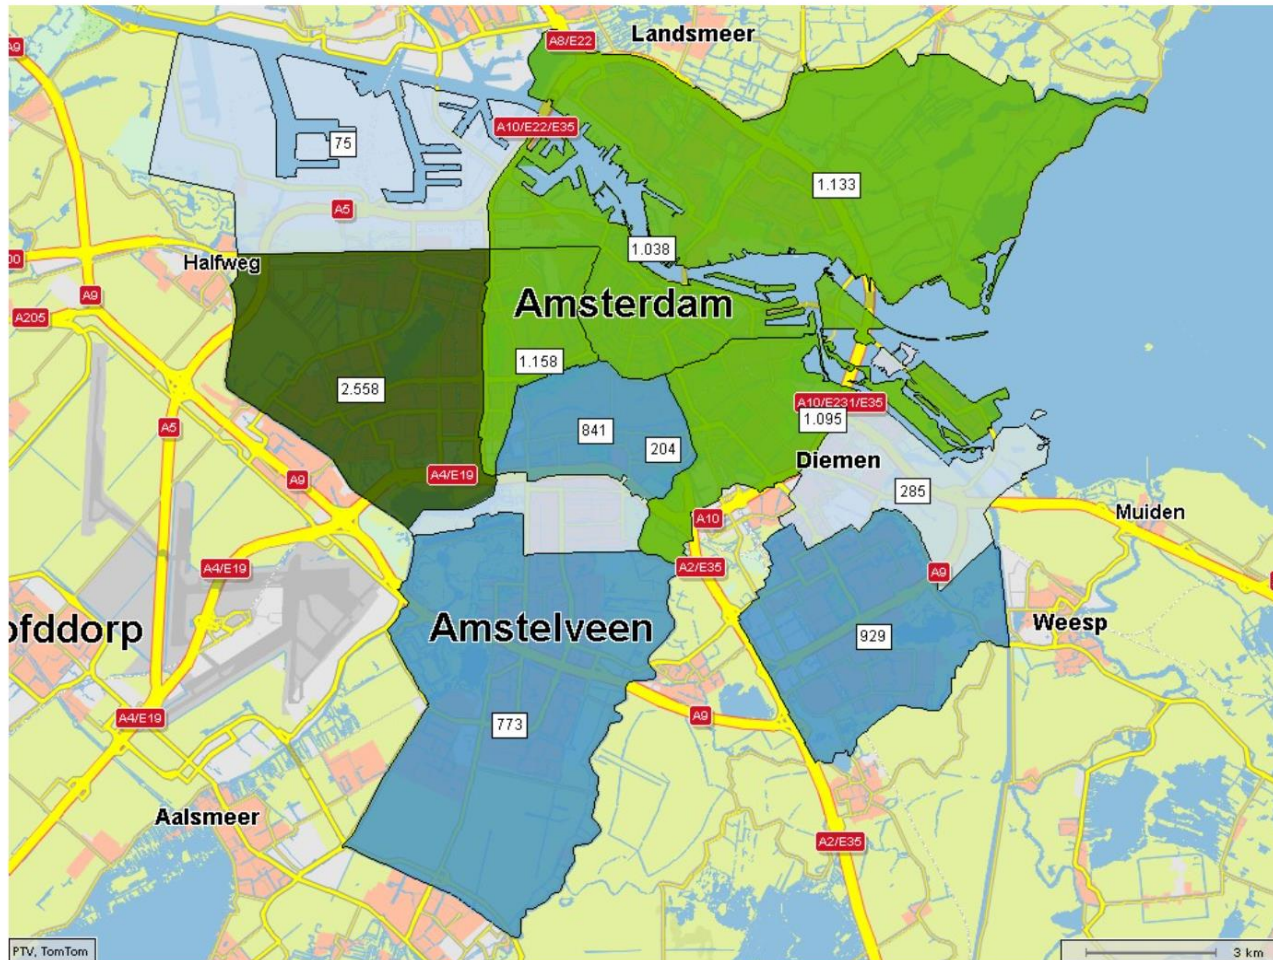 Landsmeer
A8/E22
A9
A10/E22/E35
75
1.133
A5
1.038
Halfweg
A9
A205
Amsterdam
1.158
2.558
A10/E231/E35
1.095
A5
841
204
Diemen
A9
A4/E19
285
A10
Muiden
A4/E19
A2/E35
A9
ofddorp
Amstelveen
929
Weesp
A4/E19
773
A9
Aalsmeer
A2/E35
PTV, TomTom
3 km